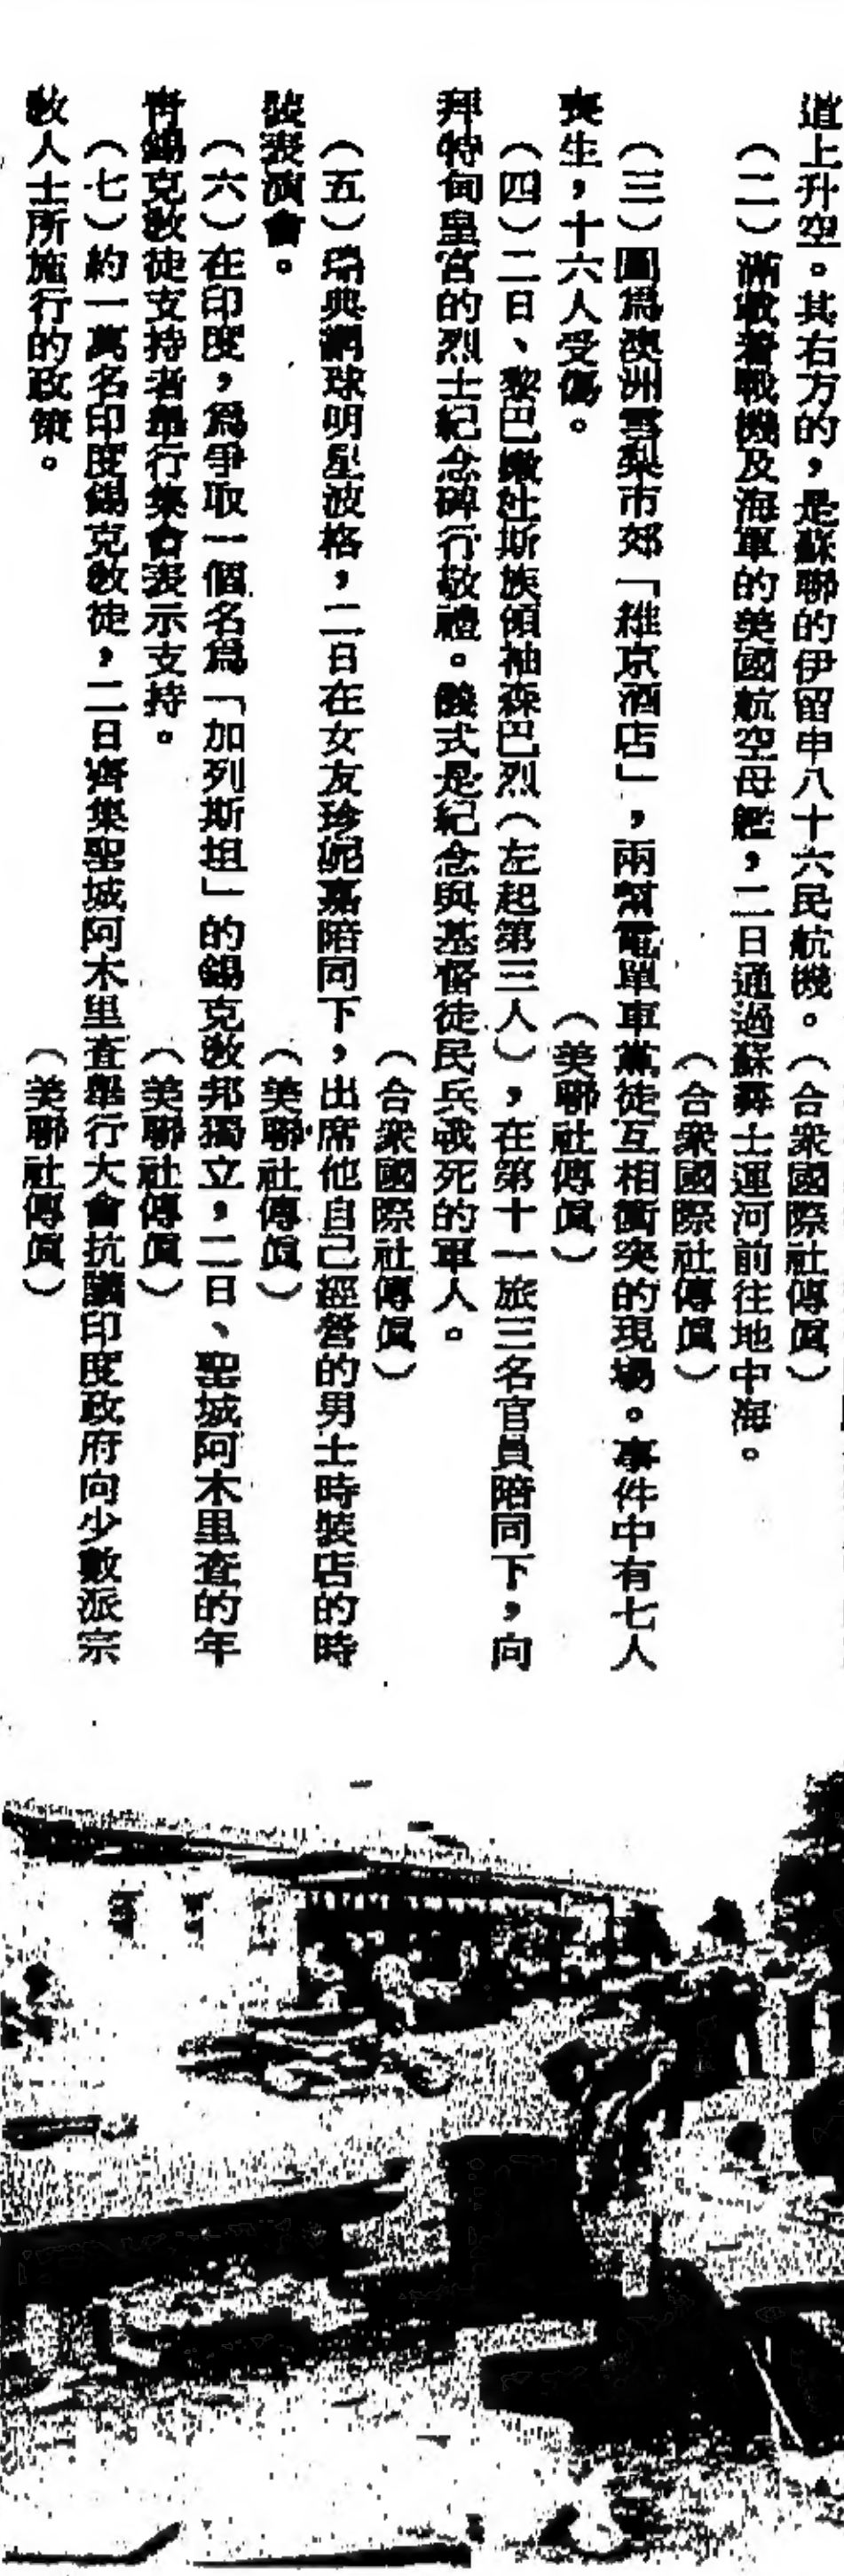 道上升空。其右方的，是蘇聯的伊留申八十六民航機。（合衆國際社傳眞）
（二）滿載着戰機及海軍的美國航空母艦，二日通過蘇彝士運河前往地中海。
（合衆國際社傳眞）
（三）圖爲澳洲雪梨市郊「維京酒店」，兩幫電單車黨徒互相衝突的現場。事件中有七人
喪生，十六人受傷。（美聯社傳眞）
（四）二日、黎巴嫩杜斯族領袖森巴烈（左起第三人），在第十一旅三名官員陪同下，向
拜特甸皇宮的烈士紀念碑行敬禮。儀式是紀念與基督徒民兵戰死的軍人。
（合衆國際社傳眞）
（五）瑞典網球明星波格，二日在女友珍妮嘉陪同下，出席他自己經營的男士時裝店的時
裝表演會。（美聯社傳眞）
（六）在印度，爲爭取一個名爲「加列斯坦」的錫克敎邦獨立，二日、聖城阿木里查的年
靑錫克敎徒支持者舉行集會表示支持。（美聯社傳眞）
（七）約一萬名印度錫克敎徒，二日齊集聖城阿木里查舉行大會抗議印度政府向少數派宗
敎人士所施行的政策。（美聯社傳眞）